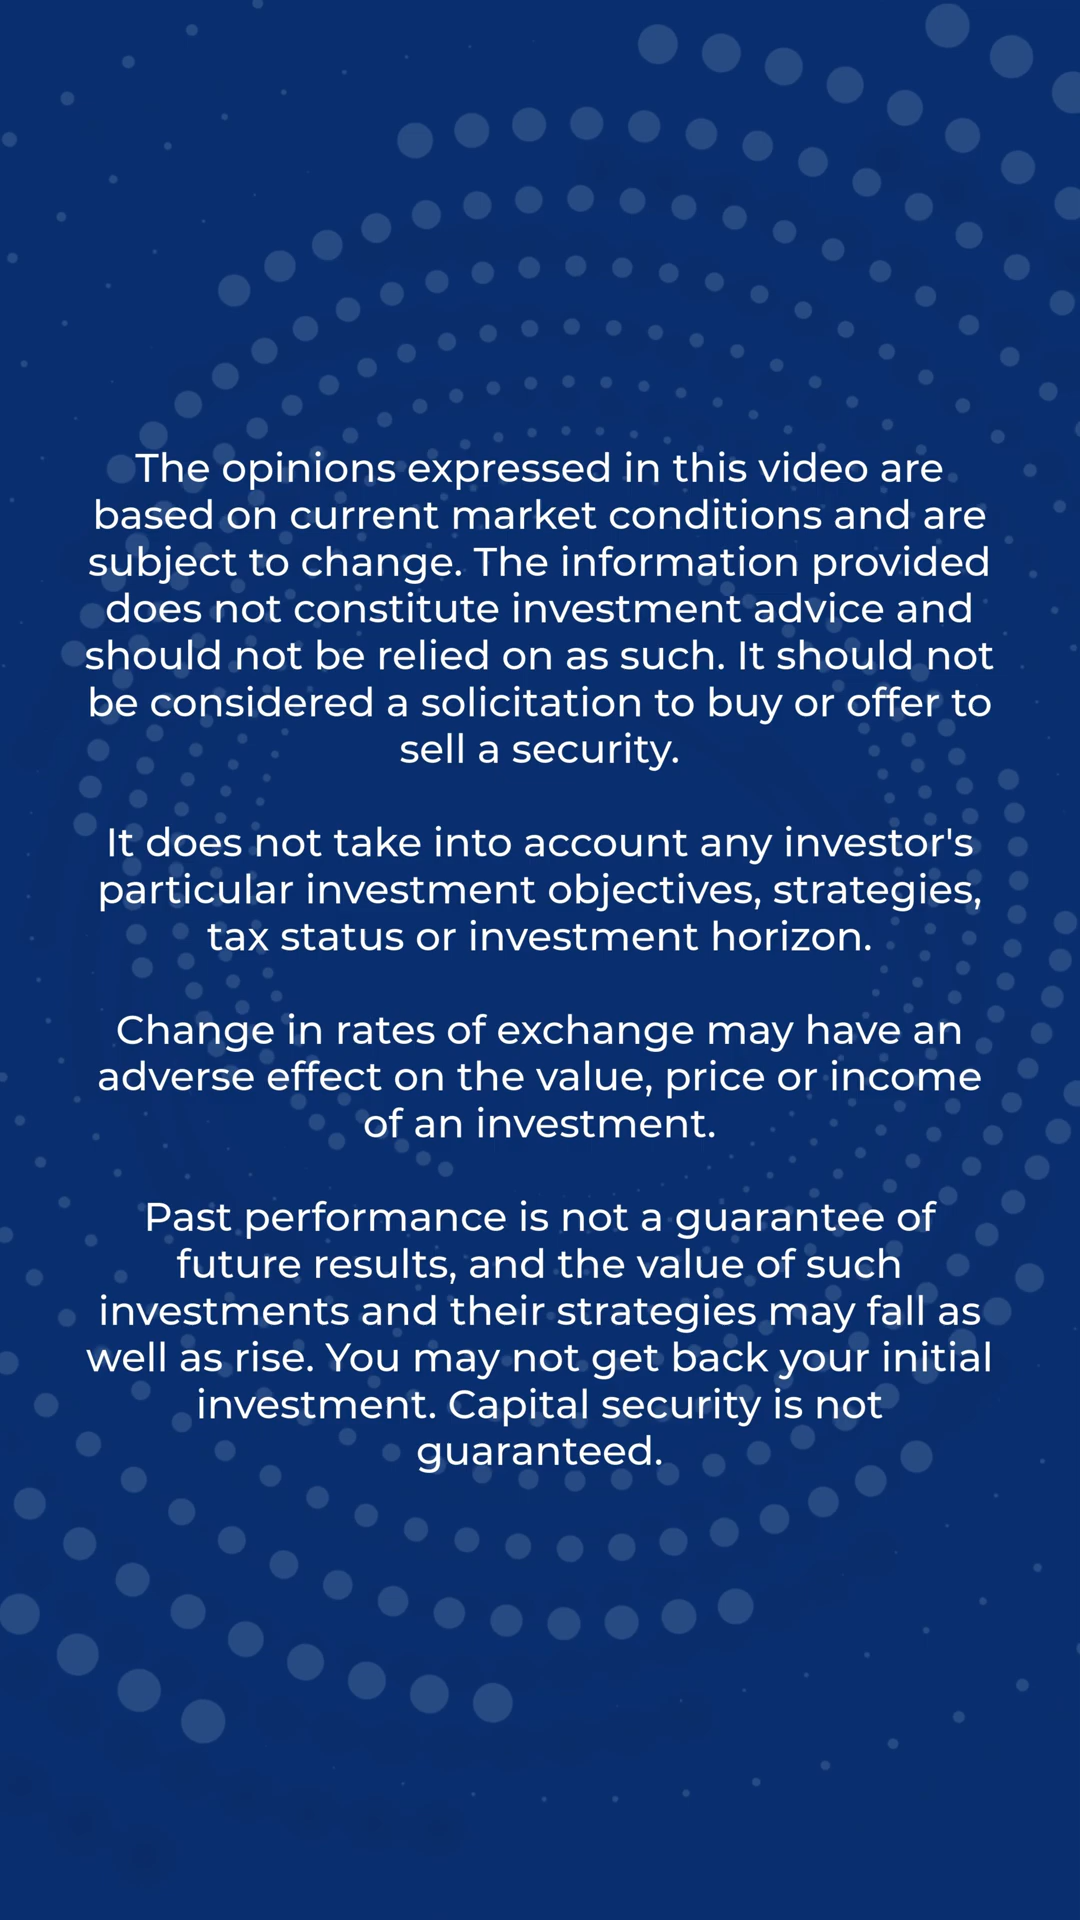 The opinions expressed in this video are
based on current market conditions and are
subject to change. The information provided
does not constitute investment advice and
should not be relied on as such. It should not
be considered a solicitation to buy or offer to
sell a security.
It does not take into account any investor's
particular investment objectives, strategies,
tax status or investment horizon.
Change in rates of exchange may have an
adverse effect on the value, price or income
of an investment.
Past performance is not a guarantee of
future results, and the value of such
investments and their strategies may fall as
well as rise. You may not get back your initial
investment. Capital security is not
guaranteed.